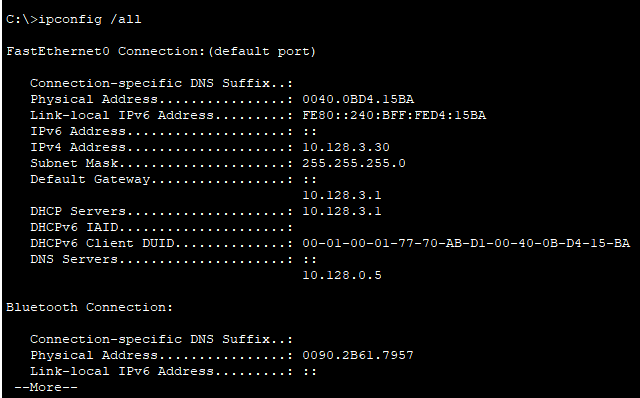 C:\>ipconfig /all
FastEthernet0 Connection:(default port)
Connection-specific DNS Suffix..:
Physical Address................: 0040.0BD4.15BA
Link-local IPv6 Address.........: FE80::240:BFF:FED4:15BA
IPv6 Address....................: ::
IPv4 Address....................: 10.128.3.30
Subnet Mask.....................: 255.255.255.0
Default Gateway.................: ::
10.128.3.1
DHCP Servers....................: 10.128.3.1
DHCPv6 IAID.....................:
DHCPv6 Client DUID..............: 00-01-00-01-77-70-AB-D1-00-40-0B-D4-15-BA
DNS Servers.....................: ::
10.128.0.5
Bluetooth Connection:
Connection-specific DNS Suffix..:
Physical Address................: 0090.2B61.7957
Link-local IPv6 Address.........: ::
--More--